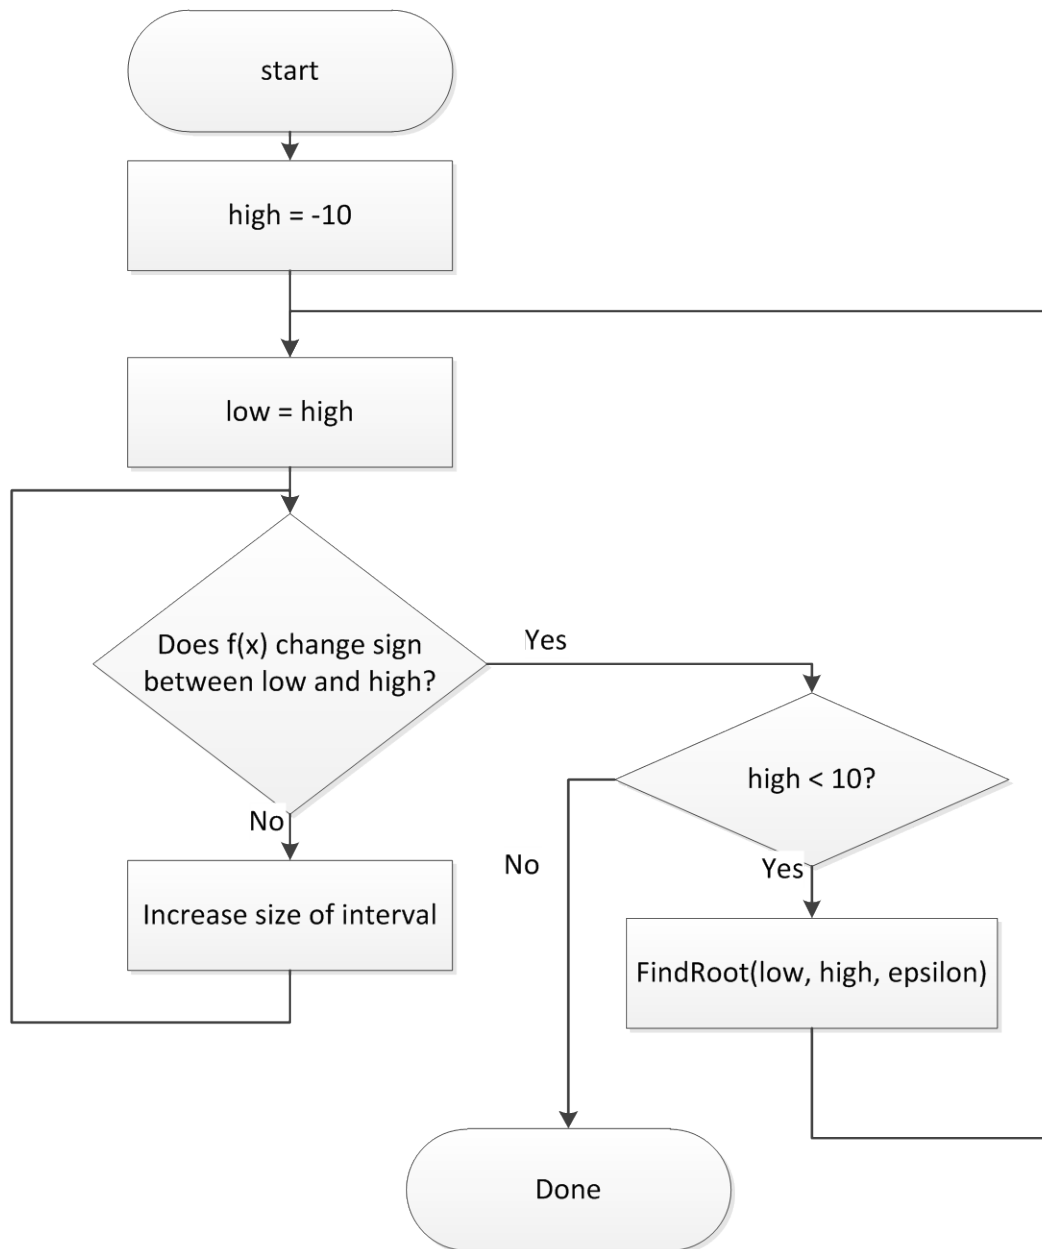 start
high = -10
low = high
Does f(x) change sign
between low and high?
Yes
No
Increase size of interval
high < 10?
No
Yes
FindRoot(low, high, epsilon)
Done